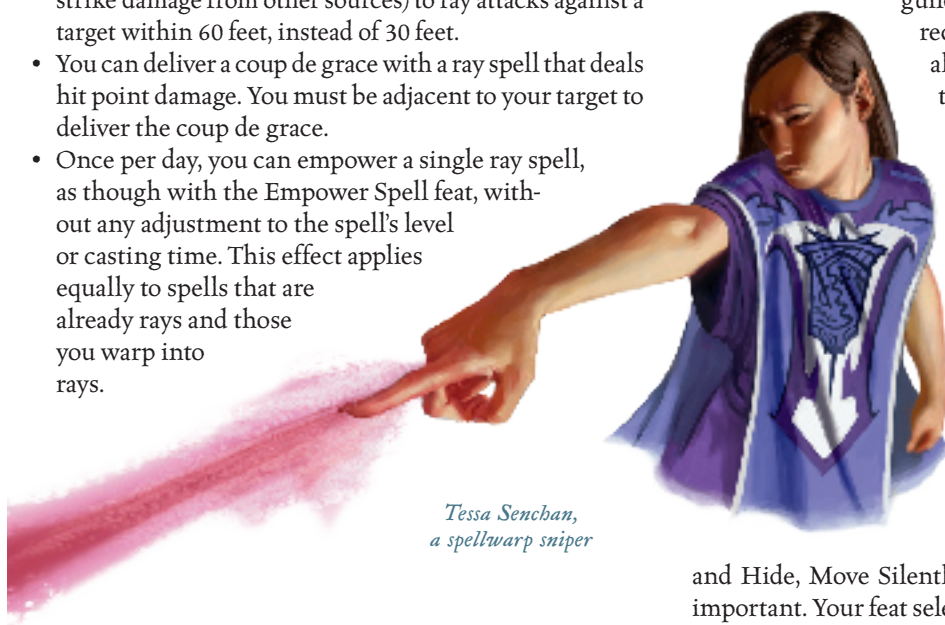 strike damage from other sources) to ray attacks against a
target within 60 feet, instead of 30 feet.
• You can deliver a coup de grace with a ray spell that deals
hit point damage. You must be adjacent to your target to
deliver the coup de grace.
• Once per day, you can empower a single ray spell,
as though with the Empower Spell feat, with-
out any adjustment to the spell's level
or casting time. This effect applies
equally to spells that are
already rays and those
you warp into
rays.
Tessa Senchan,
a spellwarp sniper
and Hide, Move Silentl
important. Your feat sele